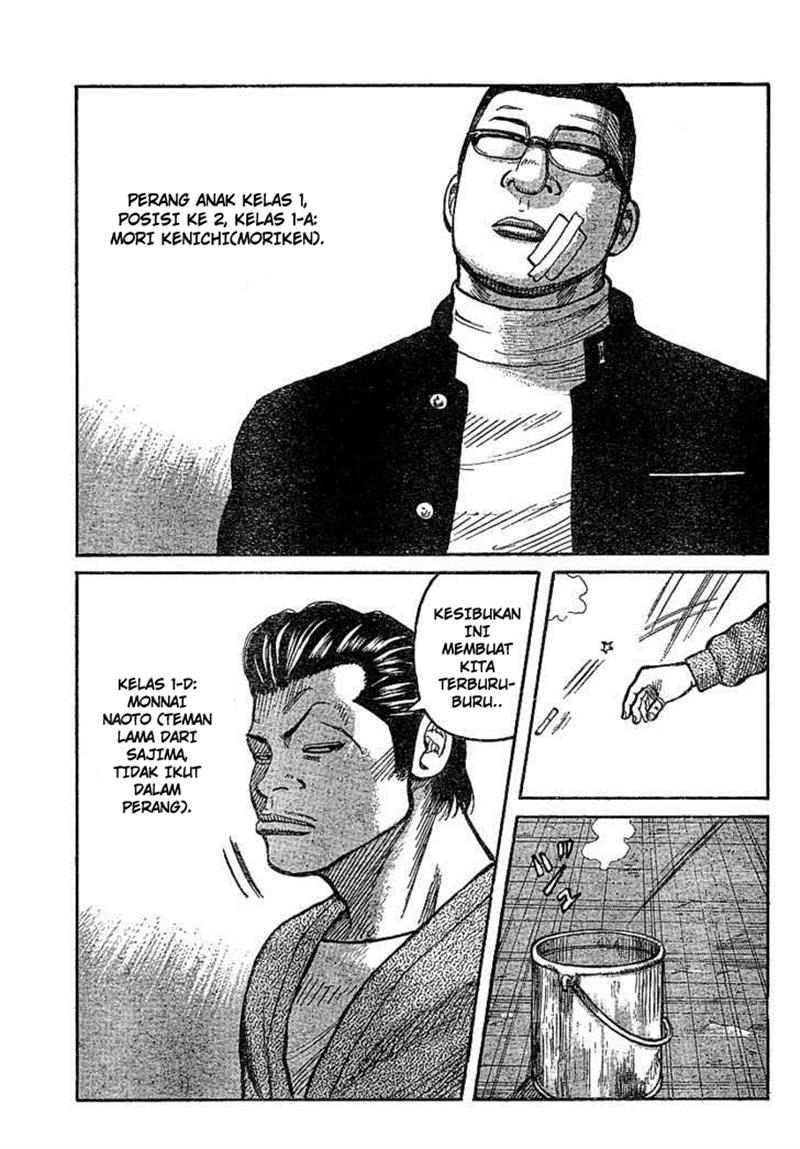 PERANG ANAK KELAS 1,
POSISI KE 2, KELAS 1-A:
MORI KENICHI(MORIKEN).
KESIBUKAN
INI
MEMBUAT
KITA
TERBURU-
BURU..
KELAS 1-D:
MONNAI
NAOTO (TEMAN
LAMA DARI
SAJIMA,
TIDAK IKUT
DALAM
PERANG).